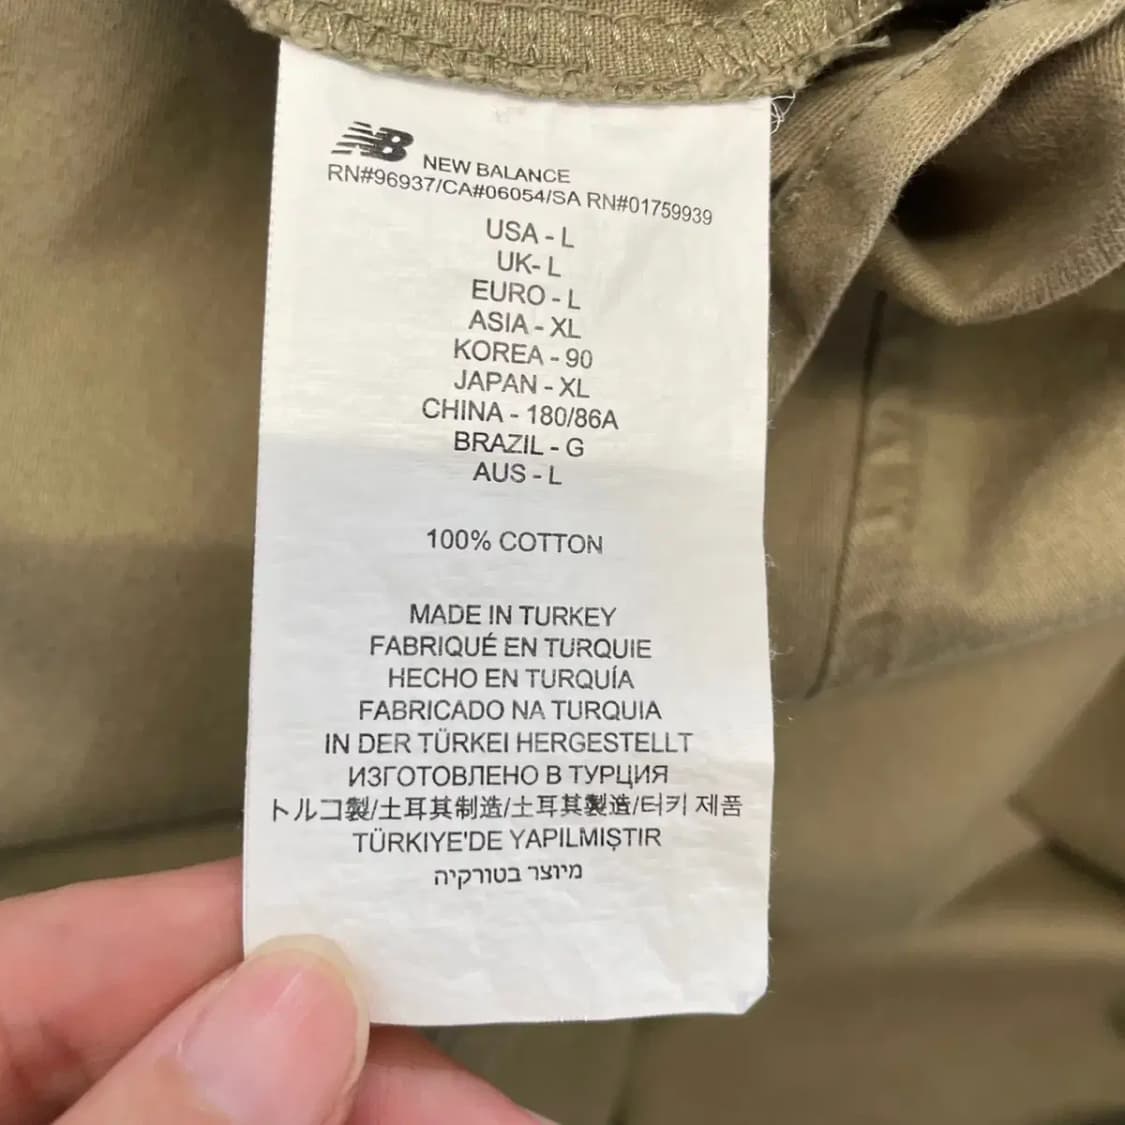 NB NEW BALANCE
RN#96937/CA#06054/SA RN#01759939
USA - L
UK- L
EURO - L
ASIA - XL
KOREA - 90
JAPAN - XL
CHINA - 180/86A
BRAZIL - G
AUS - L
100% COTTON
MADE IN TURKEY
FABRIQUÉ EN TURQUIE
HECHO EN TURQUÍA
FABRICADO NA TURQUIA
IN DER TÜRKEI HERGESTELLT
ИЗГОТОВЛЕНО В ТУРЦИЯ
トルコ製/土耳其制造/土耳其製造/터키 제품
TÜRKIYE'DE YAPILMIŞTIR
מיוצר בטורקיה